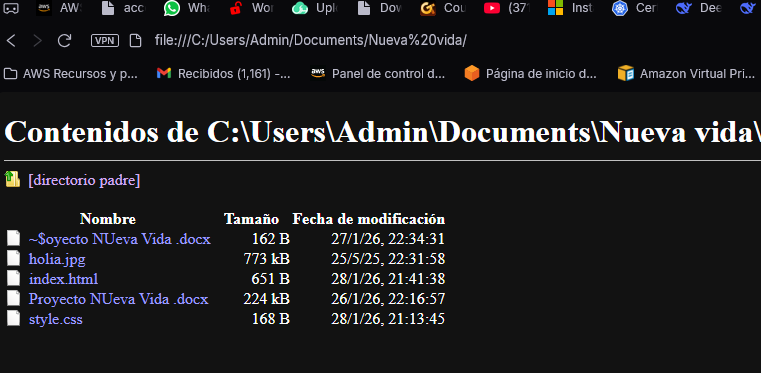 AWS acc Wha Wor Uplo Dow Cou (37 Inst Cer Dee
VPN file:///C:/Users/Admin/Documents/Nueva%20vida/
AWS Recursos y p... Recibidos (1,161) -... aws Panel de control d... Página de inicio d... Amazon Virtual Pri...
Contenidos de C:\Users\Admin\Documents\Nueva vida\
[directorio padre]
Nombre Tamaño Fecha de modificación
~$oyecto NUeva Vida .docx 162 B 27/1/26, 22:34:31
holia.jpg 773 kB 25/5/25, 22:31:58
index.html 651 B 28/1/26, 21:41:38
Proyecto NUeva Vida .docx 224 kB 26/1/26, 22:16:57
style.css 168 B 28/1/26, 21:13:45